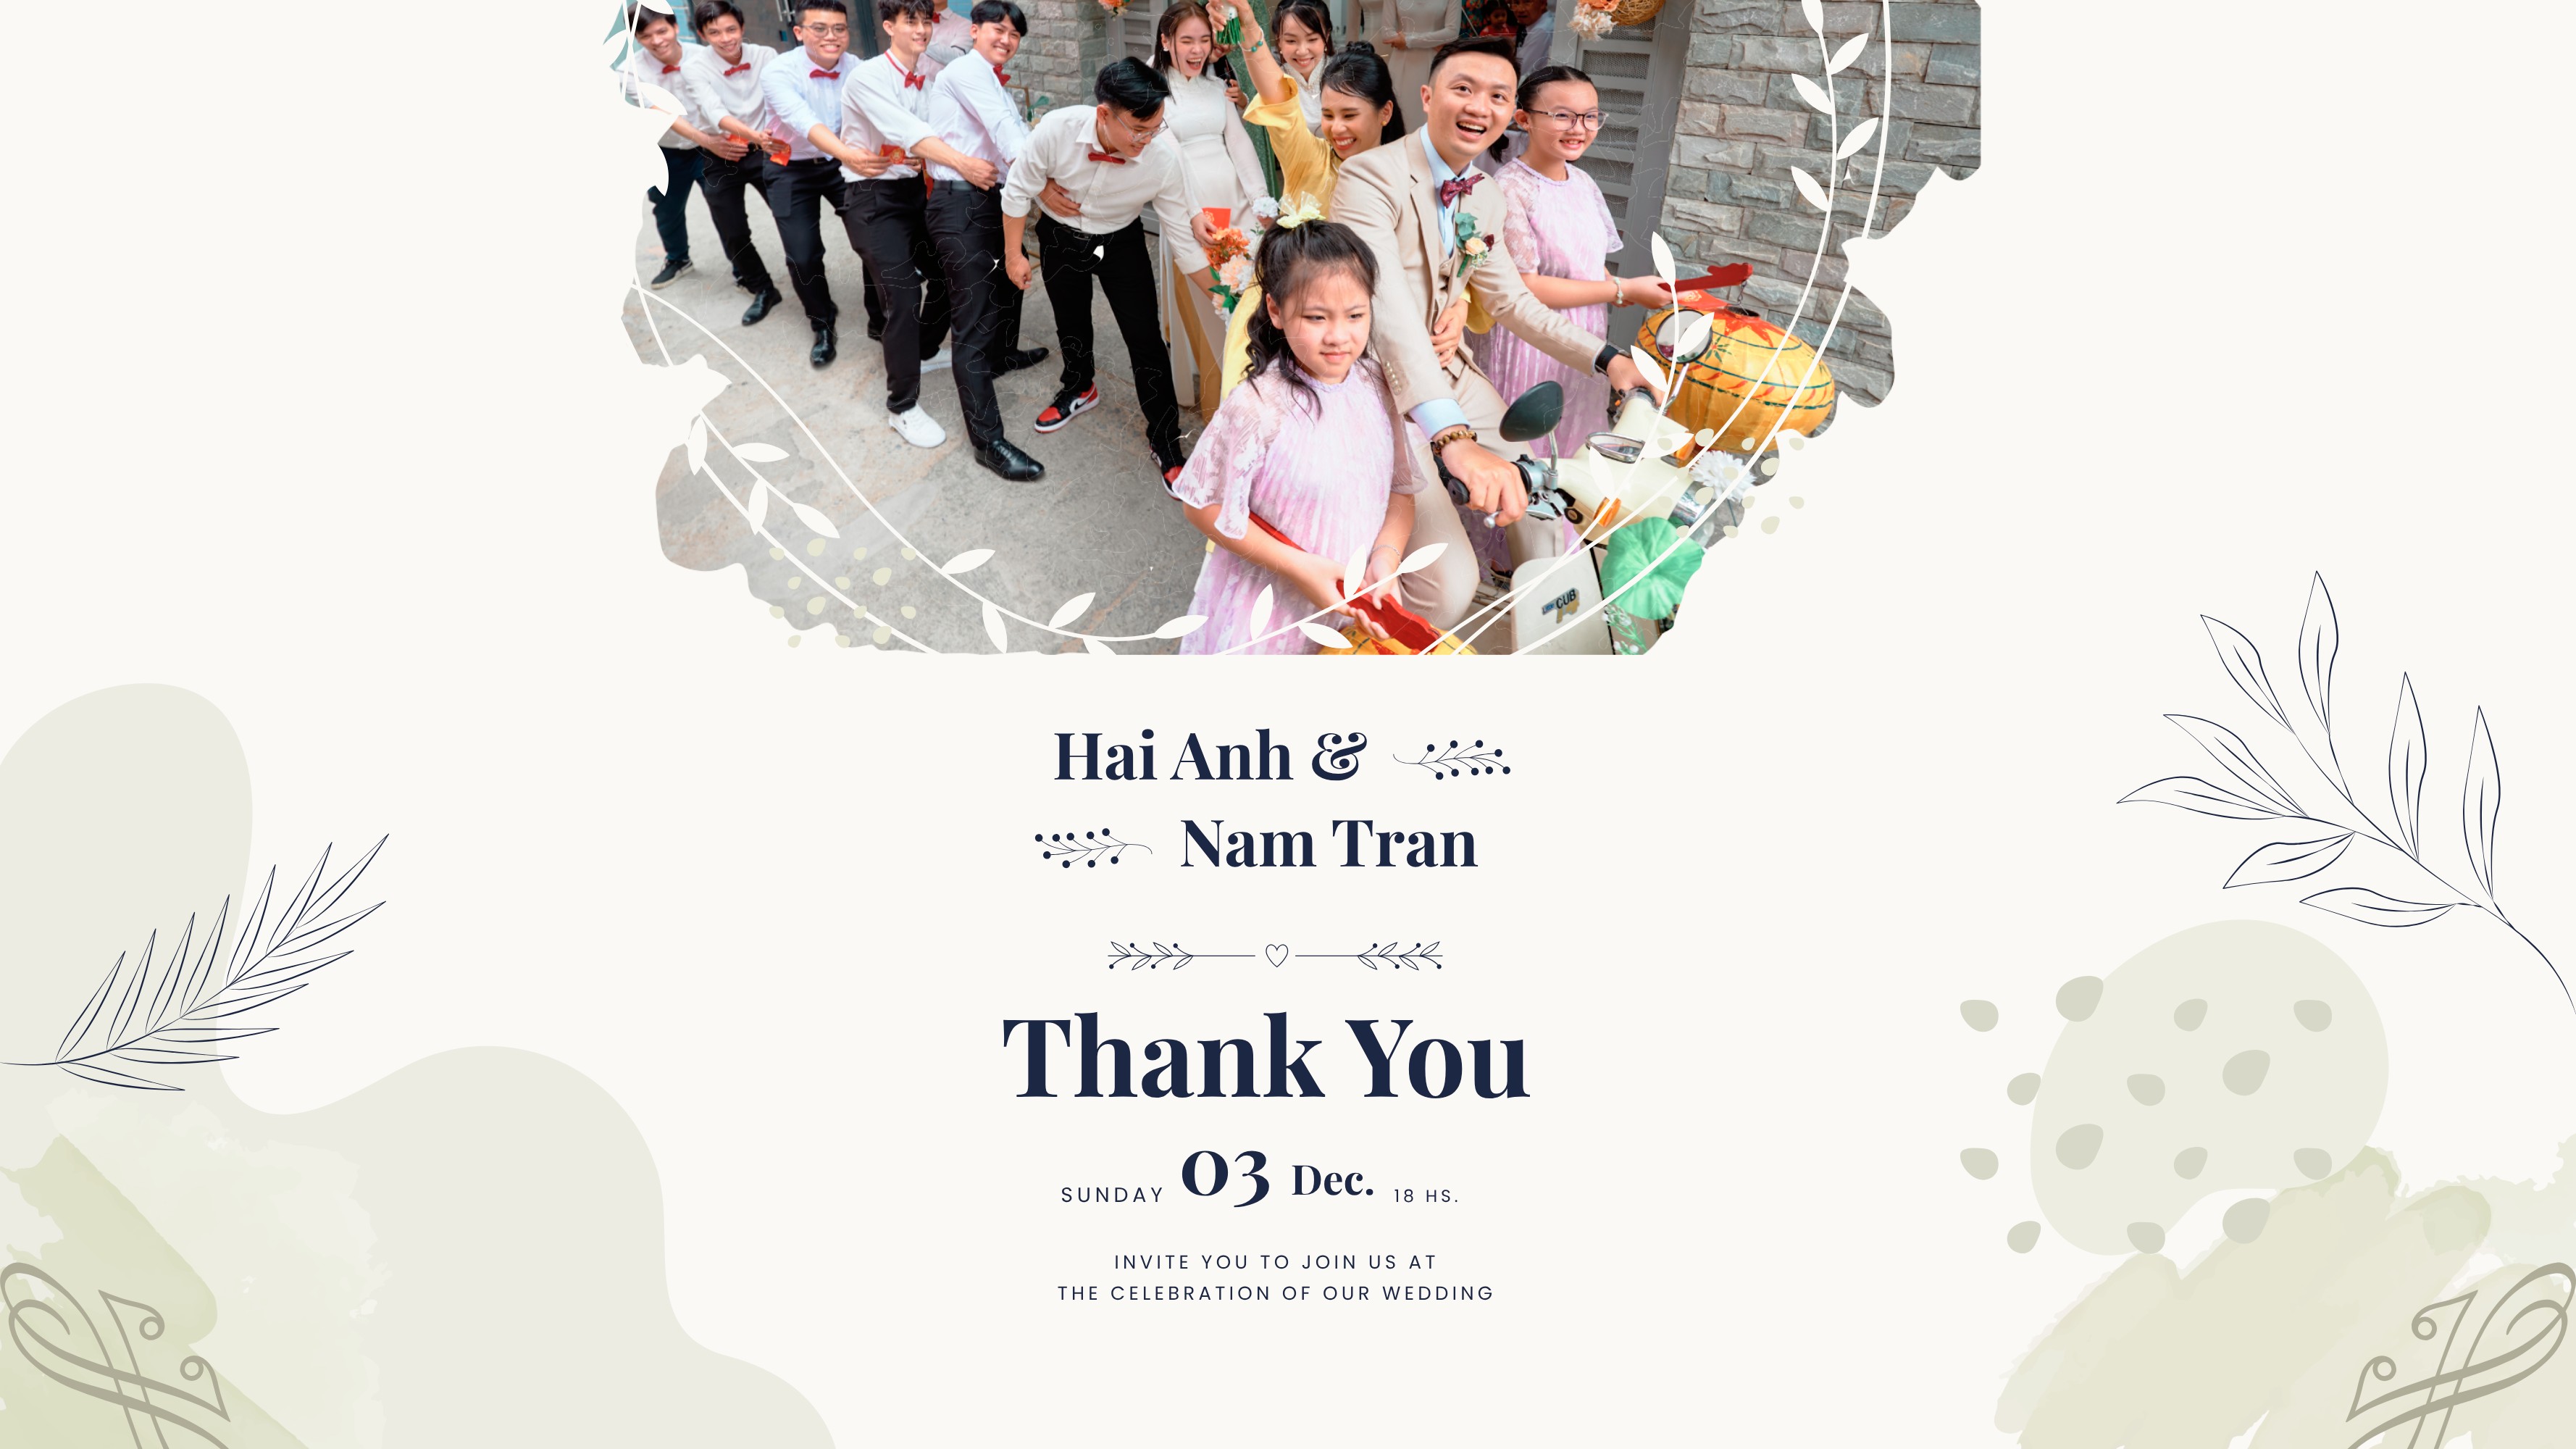 Hai Anh &
Nam Tran
Thank You
SUNDAY 03 Dec. 18 HS.
INVITE YOU TO JOIN US AT
THE CELEBRATION OF OUR WEDDING
CUB